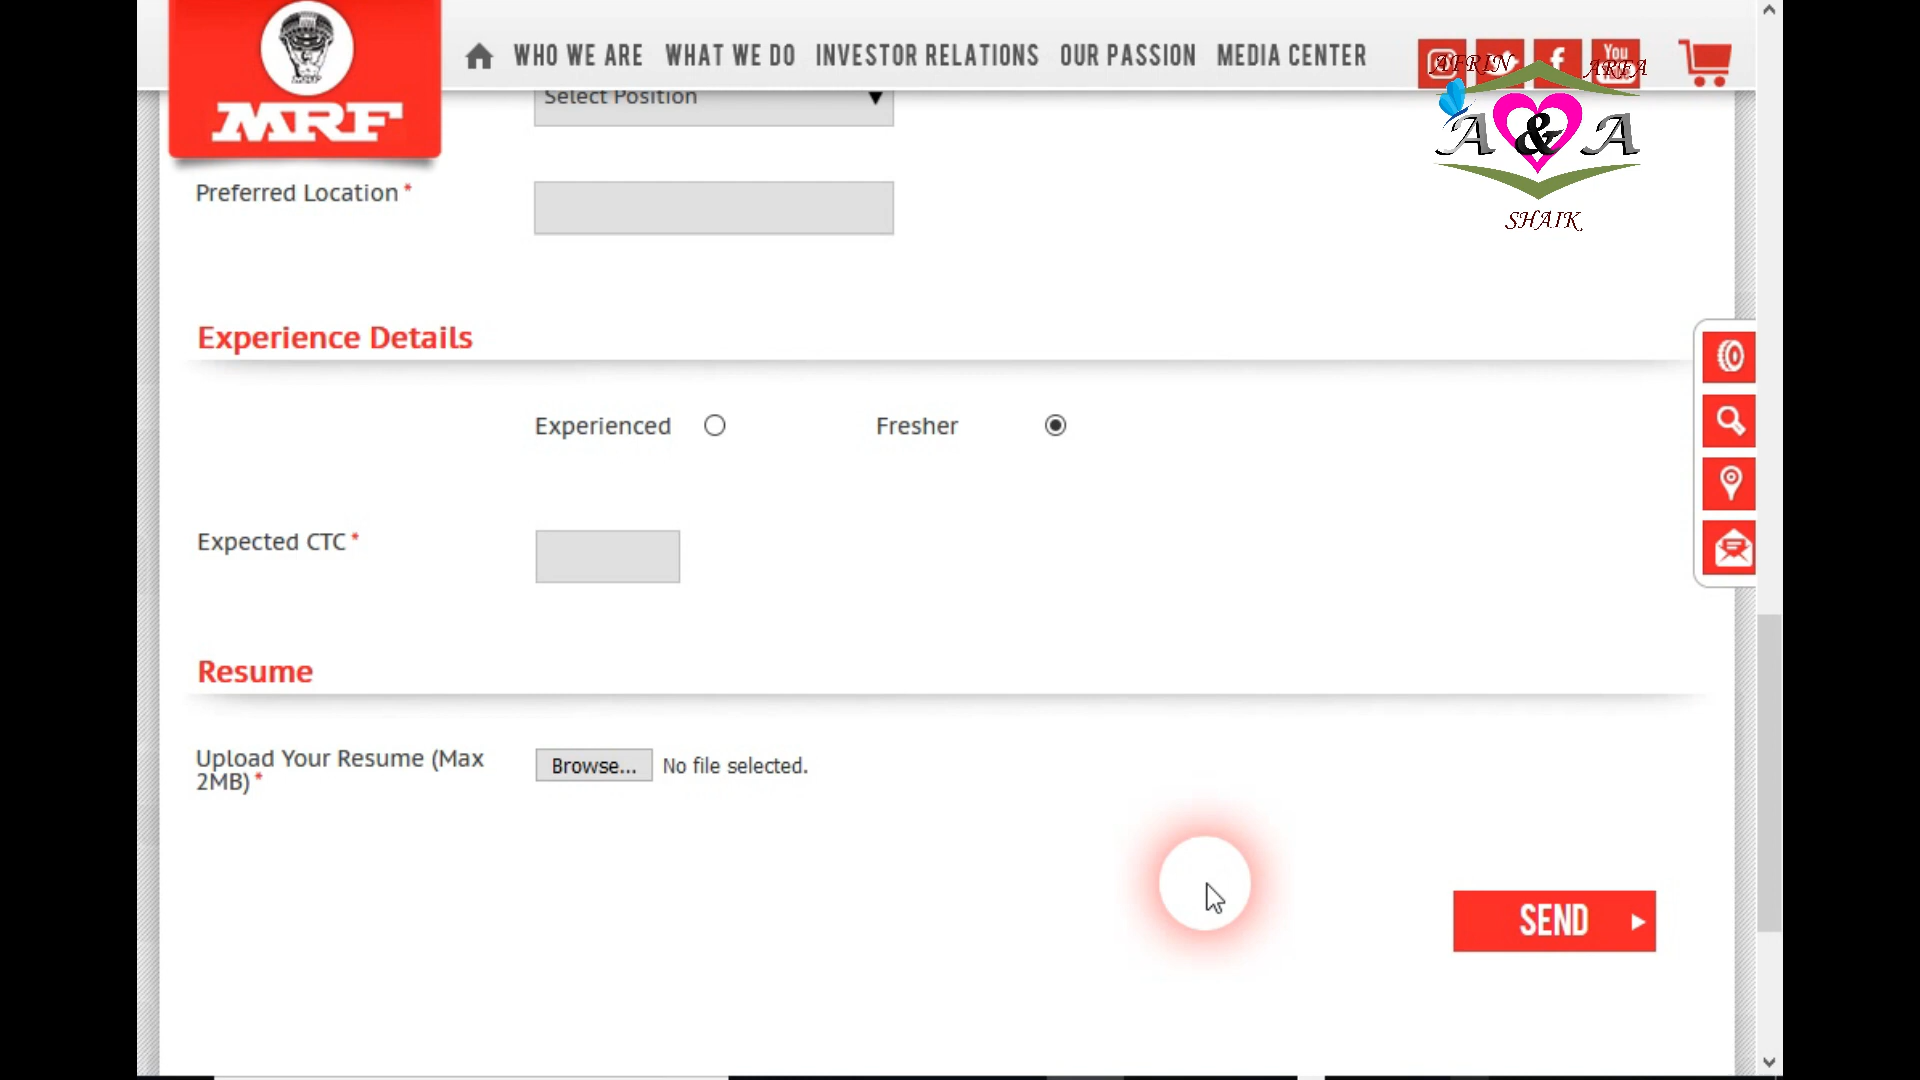 MRF
WHO WE ARE WHAT WE DO INVESTOR RELATIONS OUR PASSION MEDIA CENTER
You
AFRIN ARFA
A & A
SHAIK
Select Position
Preferred Location *
Experience Details
Experienced Fresher
Expected CTC *
Resume
Upload Your Resume (Max
2MB) *
Browse... No file selected.
SEND